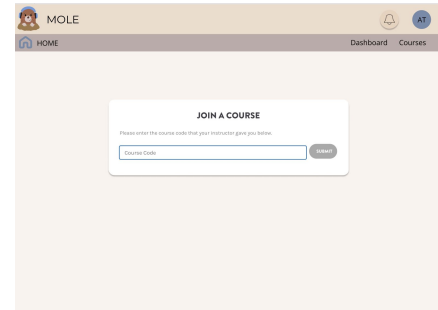 MOLE
AT
HOME
Dashboard Courses
JOIN A COURSE
Please enter the course code that your instructor gave you below.
Course Code
SUBMIT